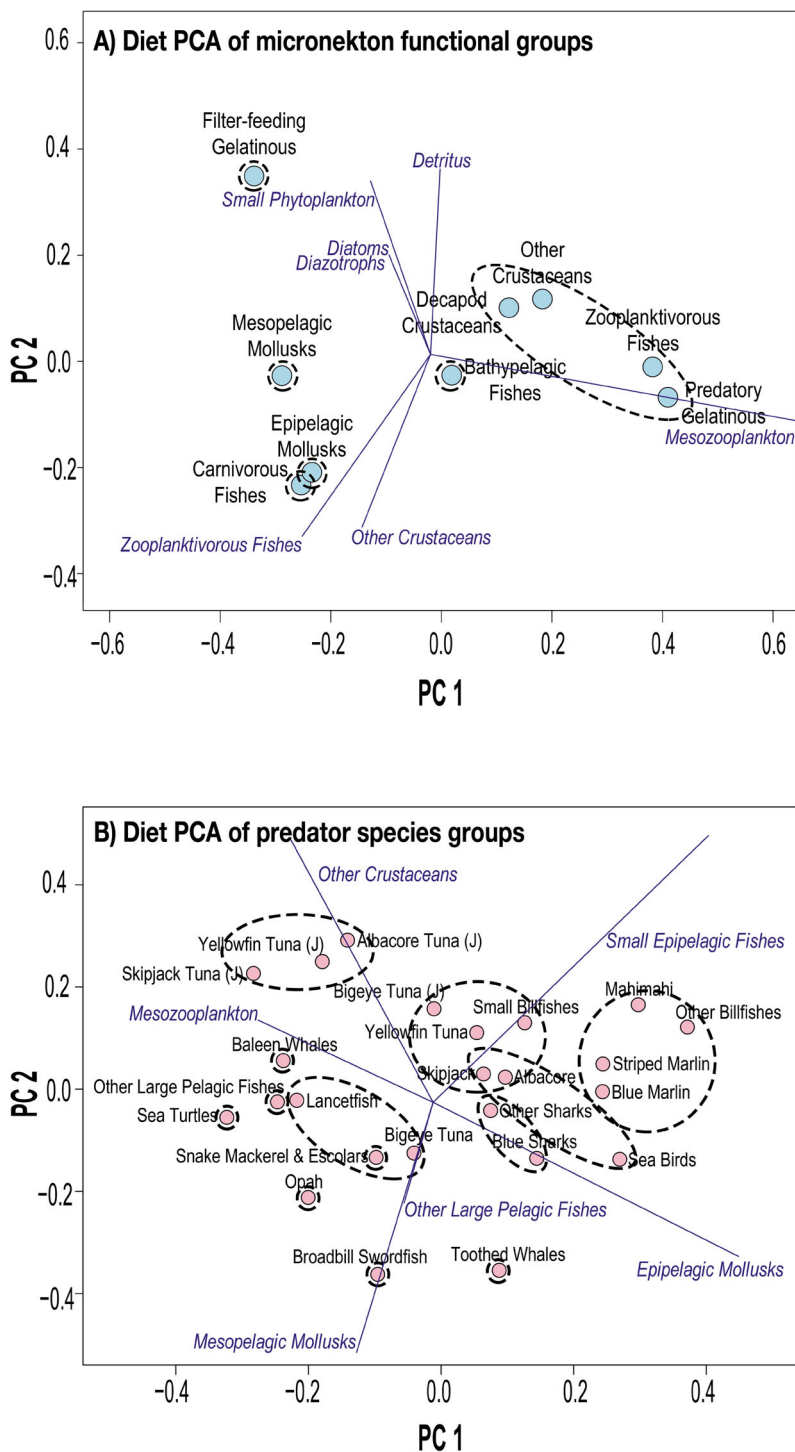 A) Diet PCA of micronekton functional groups
0.6
Filter-feeding
Gelatinous
0.4
Detritus
Small Phytoplankton
Diatoms
Diazotrophs
0.2
Other
Crustaceans
Decapod
Crustaceans
Zooplanktivorous
Fishes
Mesopelagic
Mollusks
PC 2
0.0
Bathypelagic
Fishes
Predatory
Gelatinous
Mesozooplankton
Epipelagic
Mollusks
−0.2
Carnivorous
Fishes
Zooplanktivorous Fishes
Other Crustaceans
−0.4
−0.6
−0.4
−0.2
0.0
0.2
0.4
0.6
PC 1
B) Diet PCA of predator species groups
0.4
Other Crustaceans
Yellowfin Tuna (J)
Albacore Tuna (J)
Small Epipelagic Fishes
Skipjack Tuna (J)
Bigeye Tuna (J)
Mahimahi
0.2
Mesozooplankton
Small Billfishes
Other Billfishes
Yellowfin Tuna
Baleen Whales
Skipjack
Albacore
Striped Marlin
PC 2
0.0
Other Large Pelagic Fishes
Lancetfish
Blue Marlin
Sea Turtles
Other Sharks
Bigeye Tuna
Blue Sharks
Snake Mackerel & Escolars
Sea Birds
−0.2
Opah
Other Large Pelagic Fishes
Broadbill Swordfish
Toothed Whales
Epipelagic Mollusks
−0.4
Mesopelagic Mollusks
−0.4
−0.2
0.0
0.2
0.4
PC 1